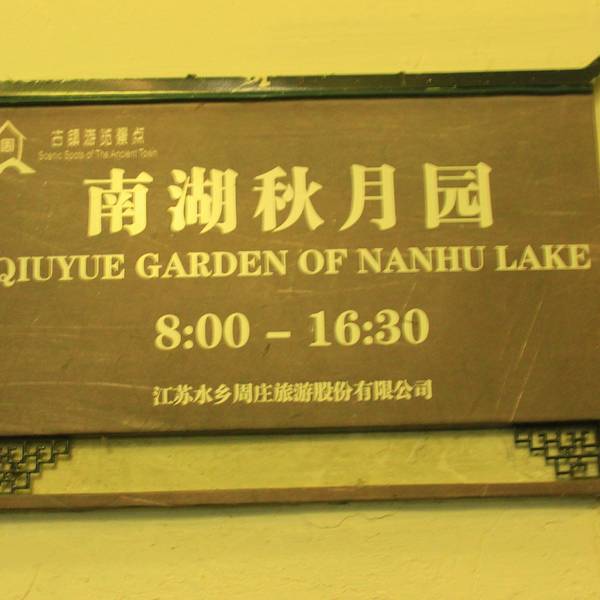 周
古镇游览景点
Scenic Spots of The Ancient Town
南湖秋月园
QIUYUE GARDEN OF NANHU LAKE
8:00 – 16:30
江苏水乡周庄旅游股份有限公司